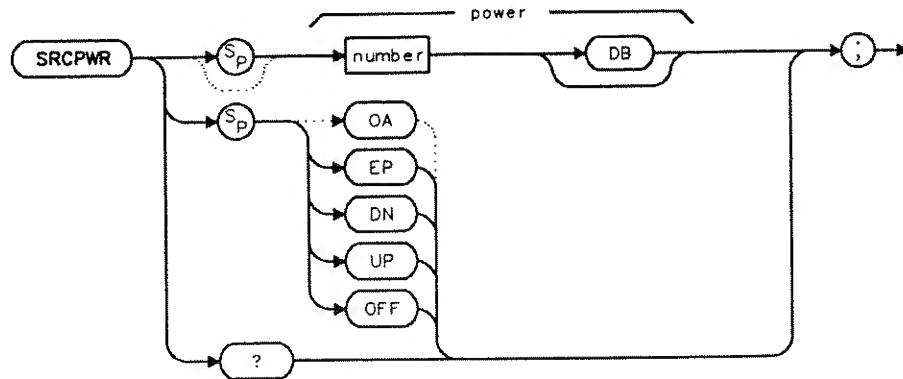 power
SRCPWR Sp number DB ;
Sp OA
EP
DN
UP
OFF
?